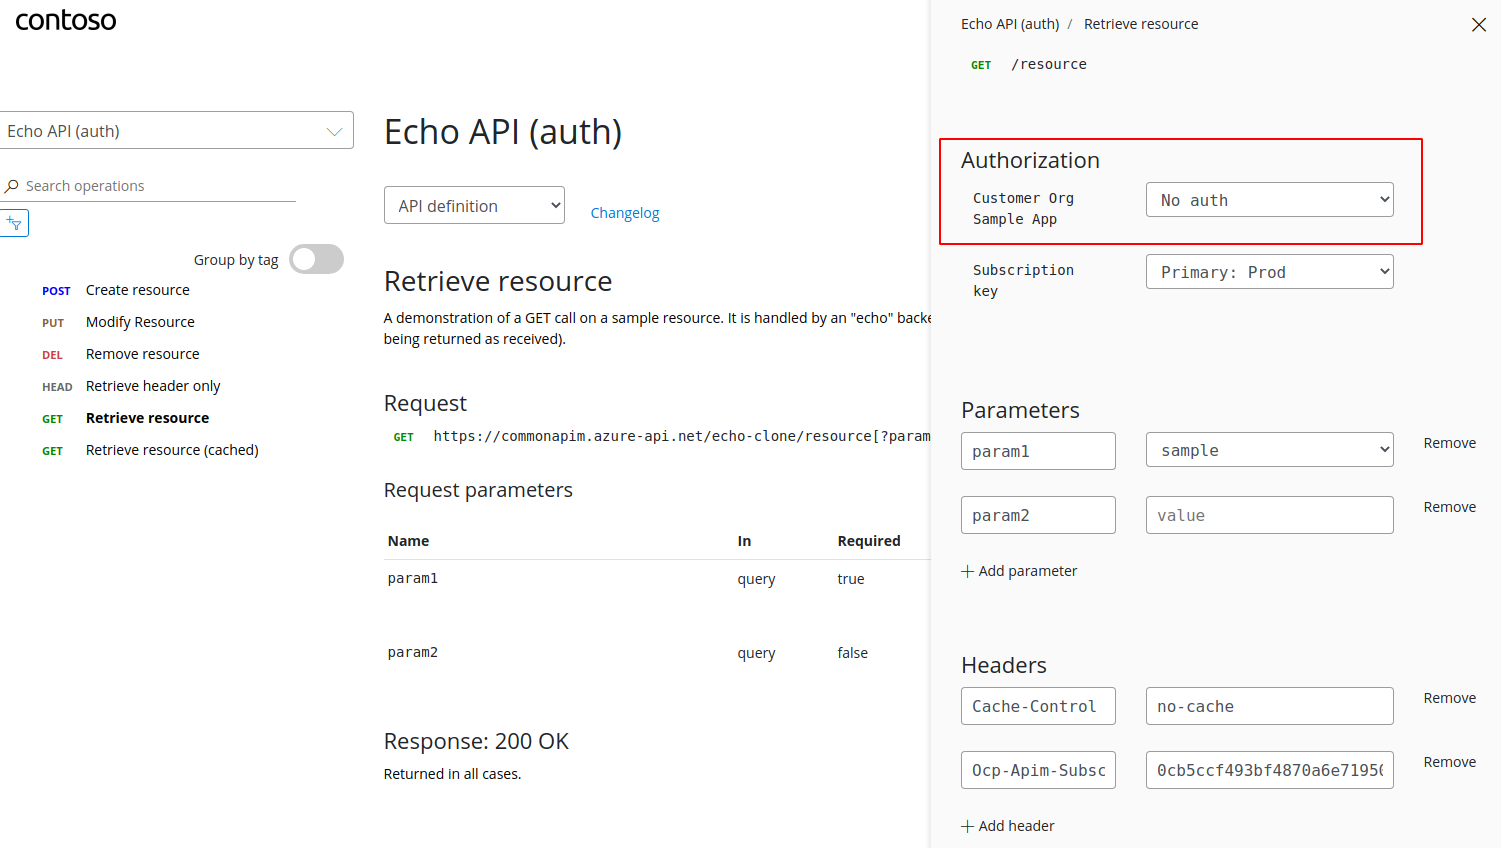 contoso
Echo API (auth)
Search operations
Group by tag
POST Create resource
PUT Modify Resource
DEL Remove resource
HEAD Retrieve header only
GET Retrieve resource
GET Retrieve resource (cached)
Echo API (auth)
API definition
Changelog
Retrieve resource
A demonstration of a GET call on a sample resource. It is handled by an "echo" backe
being returned as received).
Request
GET https://commonapim.azure-api.net/echo-clone/resource[?param
Request parameters
Name In Required
param1 query true
param2 query false
Response: 200 OK
Returned in all cases.
Echo API (auth) / Retrieve resource
GET /resource
Authorization
Customer Org
Sample App
No auth
Subscription
key
Primary: Prod
Parameters
param1 sample Remove
param2 value Remove
+ Add parameter
Headers
Cache-Control no-cache Remove
Ocp-Apim-Subsc 0cb5ccf493bf4870a6e71950 Remove
+ Add header